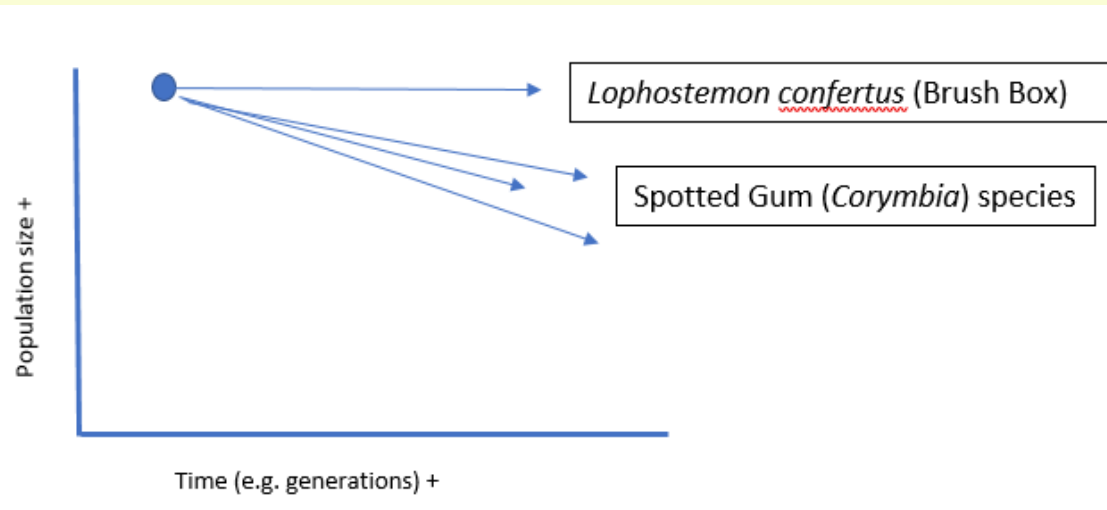 Lophostemon confertus (Brush Box)
Spotted Gum (Corymbia) species
Population size +
Time (e.g. generations) +